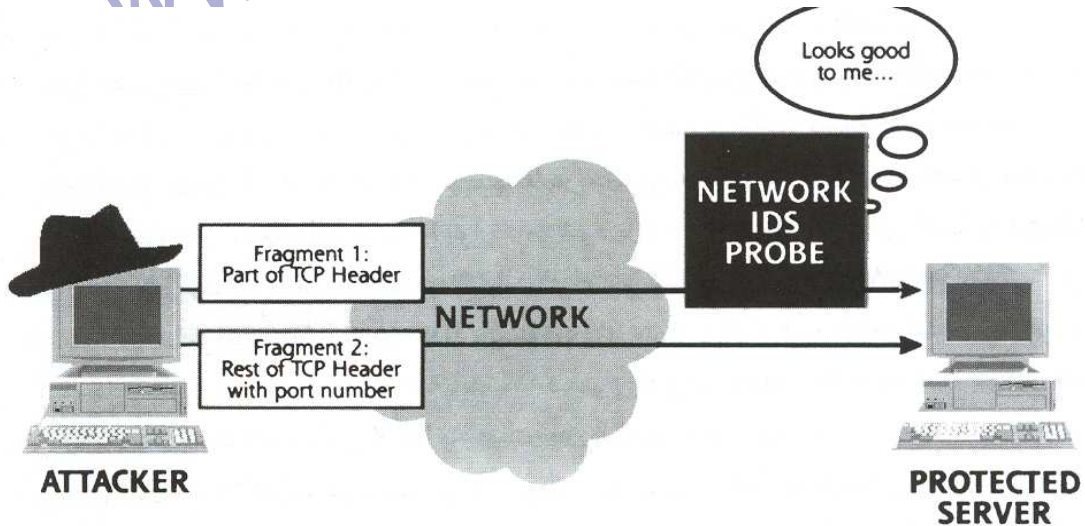 Looks good
to me...
NETWORK
IDS
PROBE
Fragment 1:
Part of TCP Header
NETWORK
Fragment 2:
Rest of TCP Header
with port number
ATTACKER
PROTECTED
SERVER